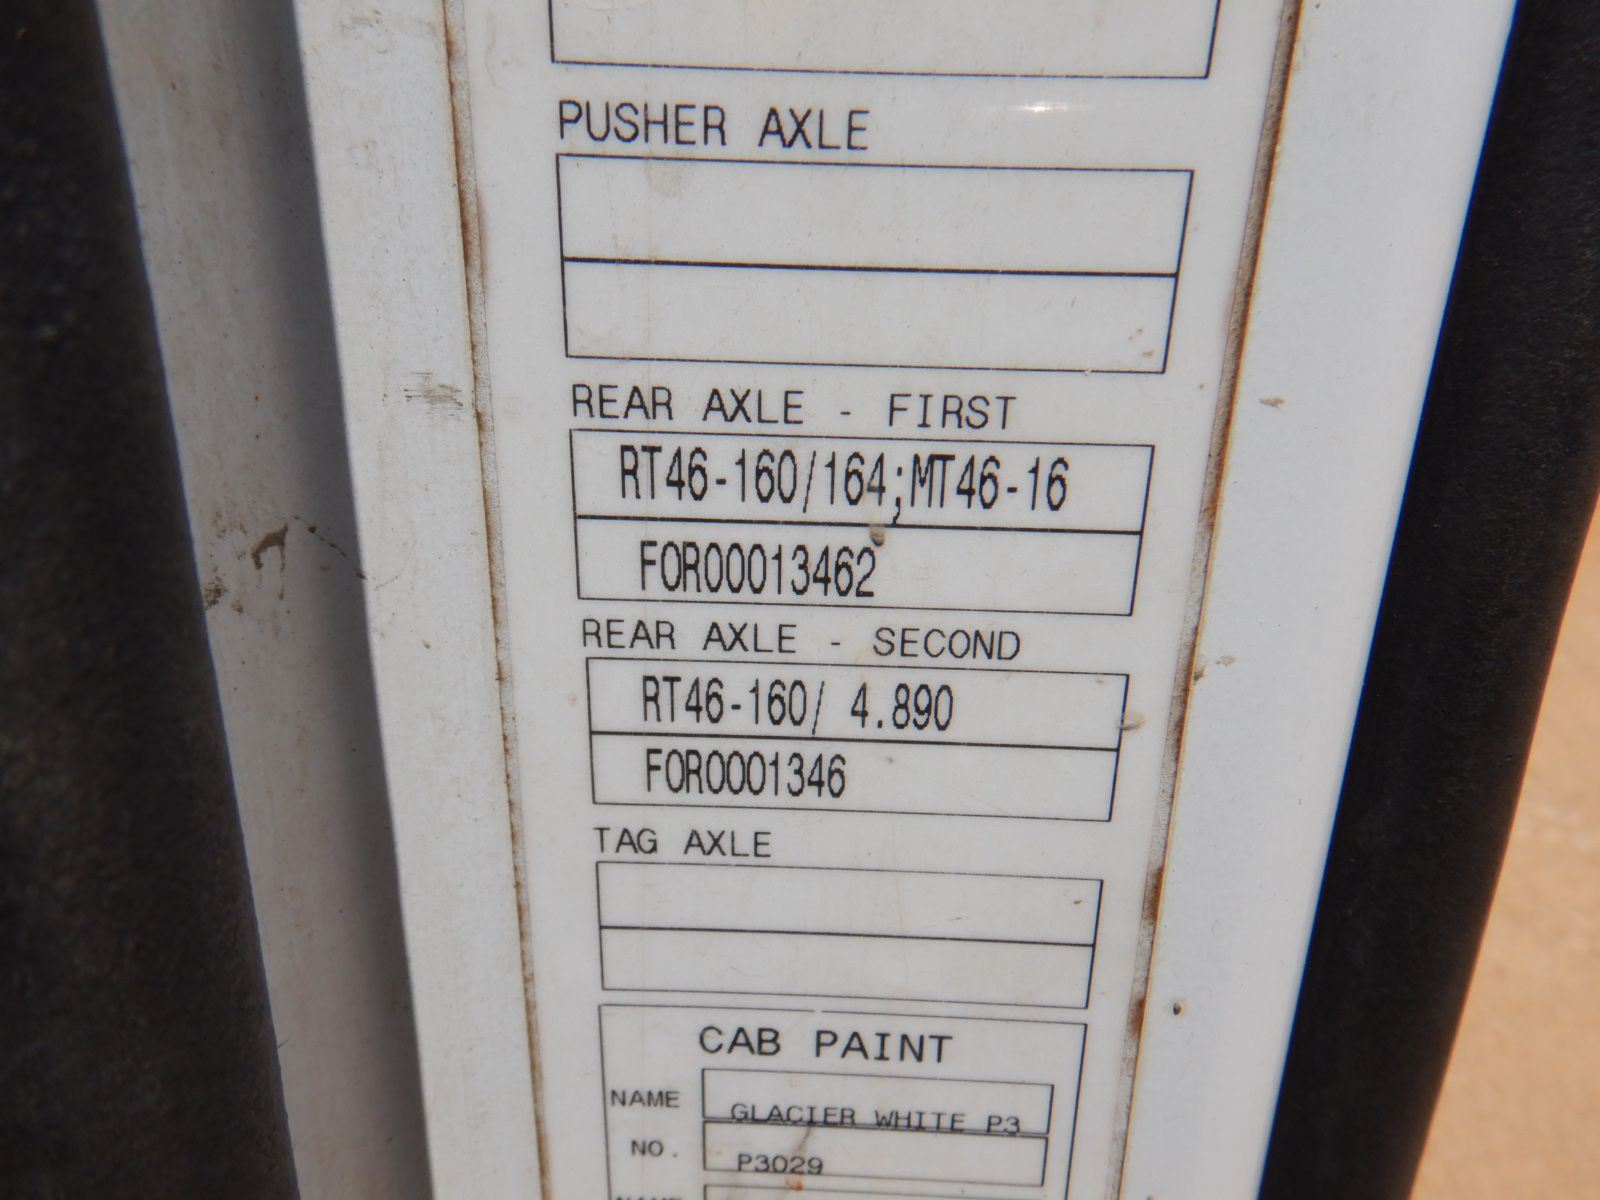 PUSHER AXLE
REAR AXLE - FIRST
RT46-160/164;MT46-16
FOR00013462
REAR AXLE - SECOND
RT46-160/ 4.890
FOR0001346
TAG AXLE
CAB PAINT
NAME GLACIER WHITE P3
NO. P3029
NAME